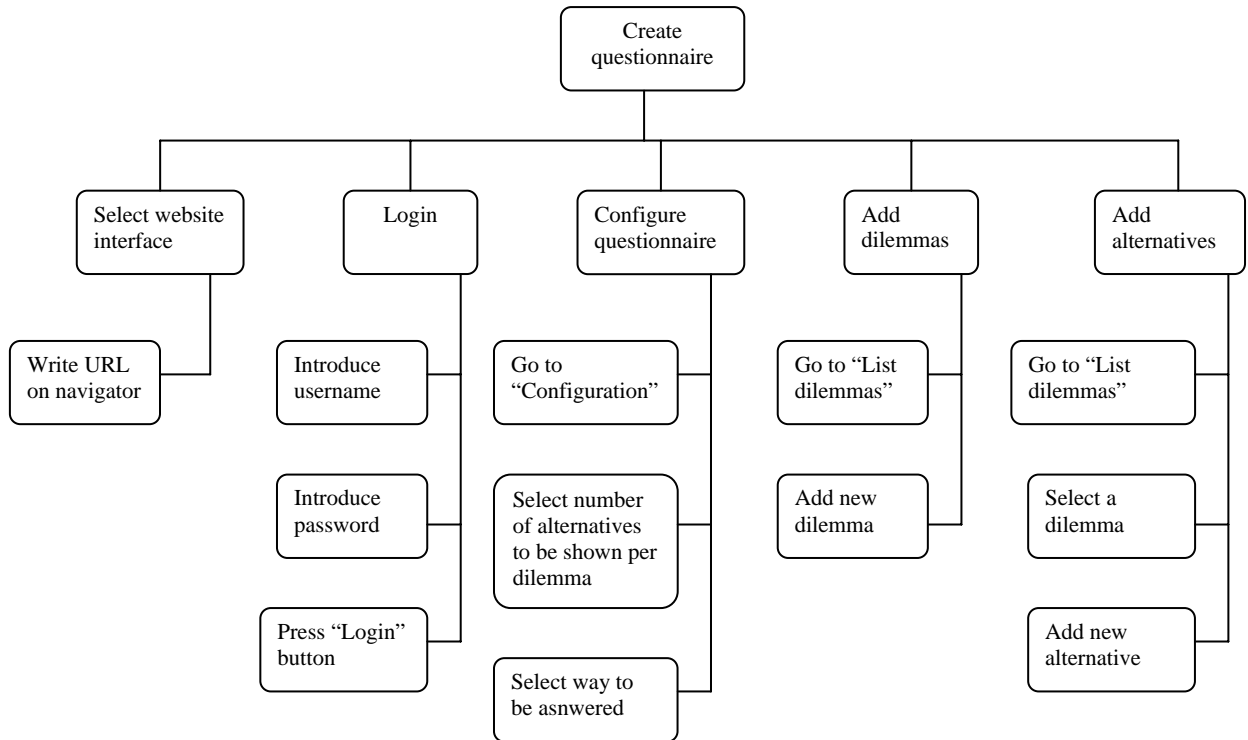 Create
questionnaire
Select website
interface
Login
Configure
questionnaire
Add
dilemmas
Add
alternatives
Write URL
on navigator
Introduce
username
Go to
“Configuration”
Go to “List
dilemmas”
Go to “List
dilemmas”
Introduce
password
Select number
of alternatives
to be shown per
dilemma
Add new
dilemma
Select a
dilemma
Press “Login”
button
Select way to
be asnwered
Add new
alternative